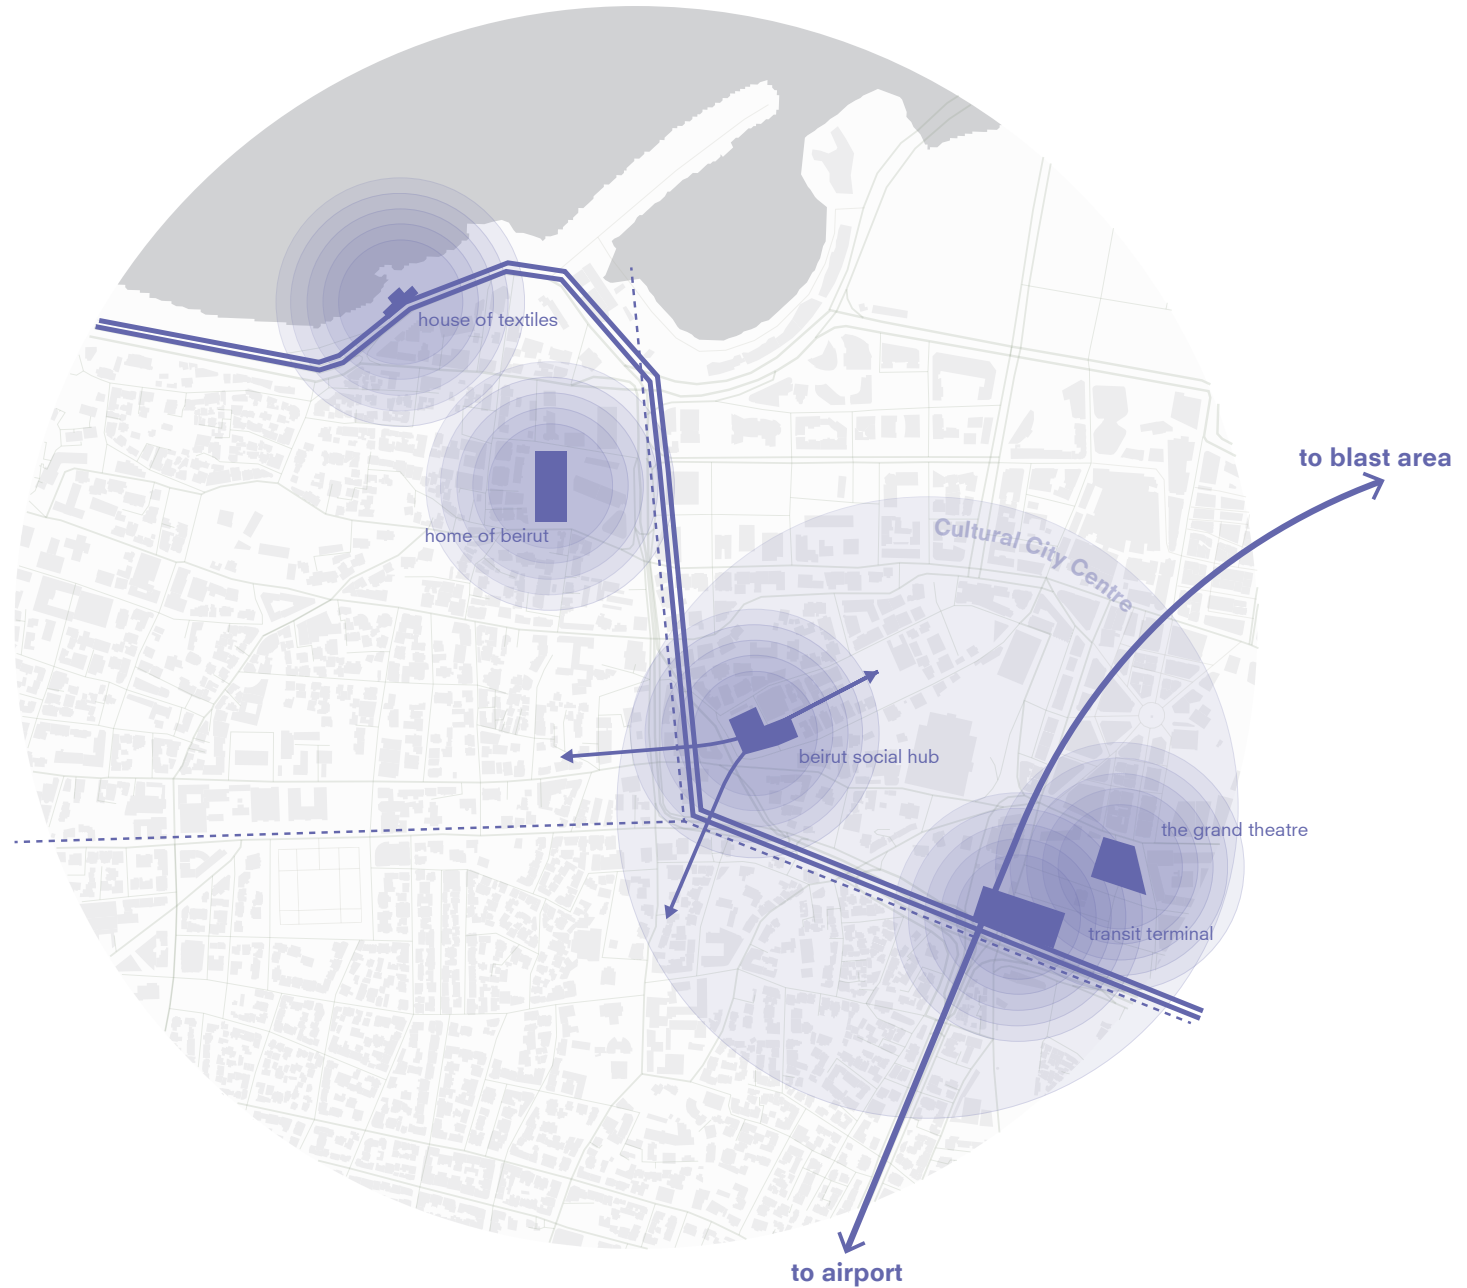 house of textiles
to blast area
Cultural City Centre
home of beirut
beirut social hub
the grand theatre
transit terminal
to airport